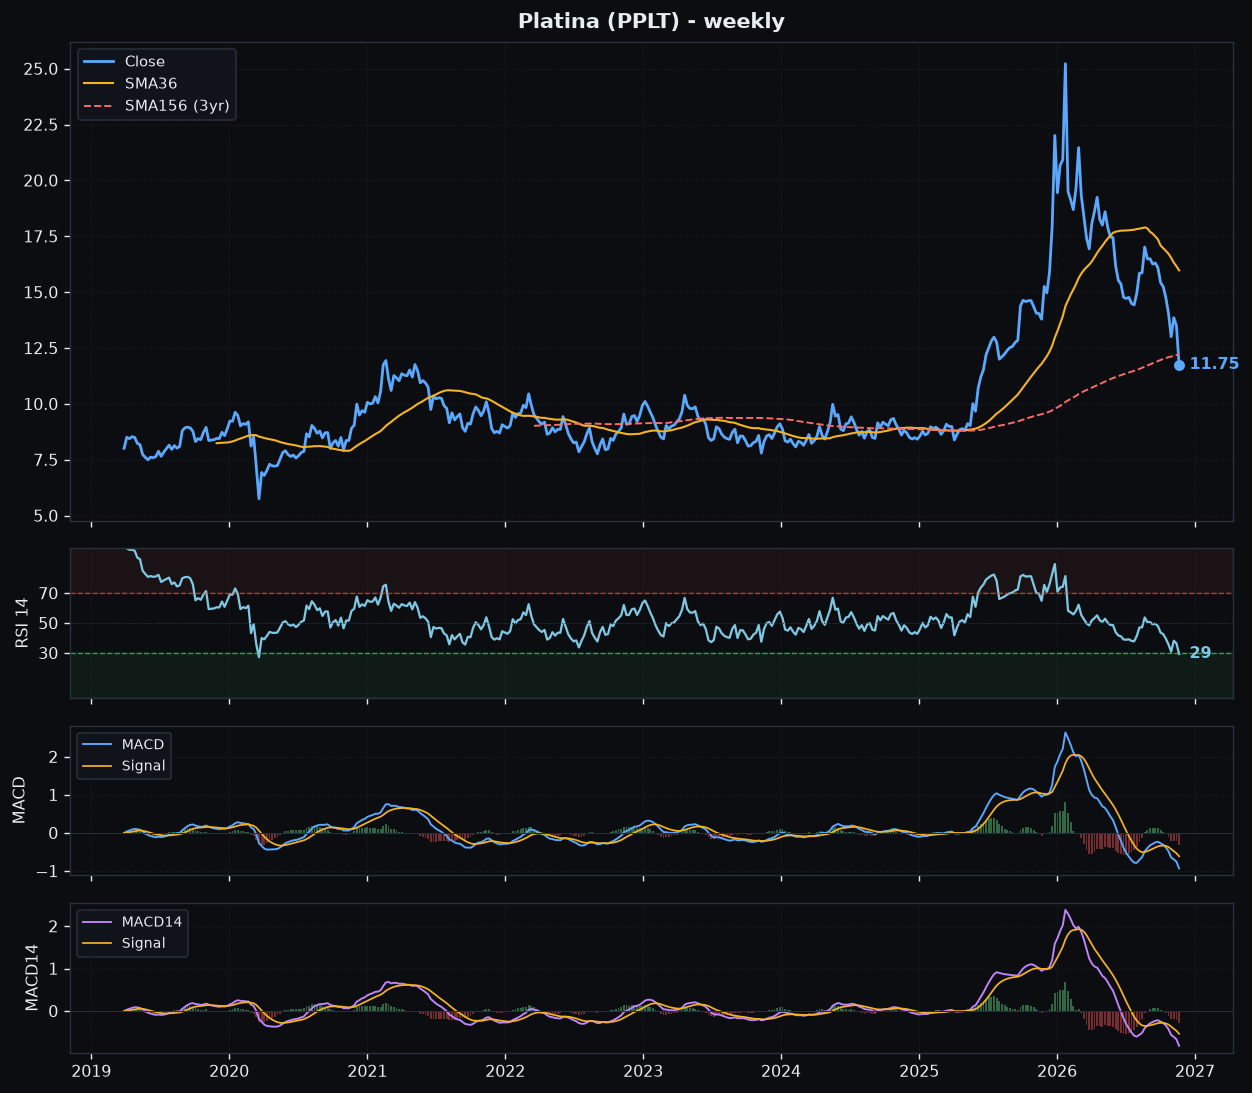 Platina (PPLT) - weekly
Close
SMA36
SMA156 (3yr)
25.0
22.5
20.0
17.5
15.0
12.5
10.0
7.5
5.0
11.75
RSI 14
70
50
30
29
MACD
MACD
Signal
2
1
0
−1
MACD14
MACD14
Signal
2
1
0
2019 2020 2021 2022 2023 2024 2025 2026 2027